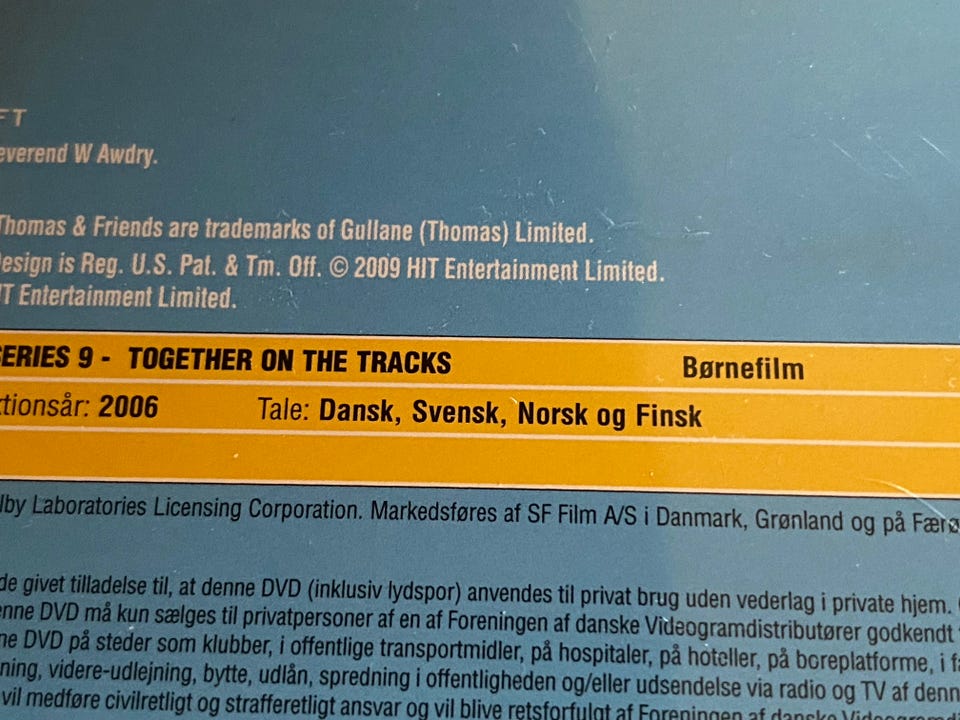 FT
everend W Awdry.
Thomas & Friends are trademarks of Gullane (Thomas) Limited.
esign is Reg. U.S. Pat. & Tm. Off. © 2009 HIT Entertainment Limited.
IT Entertainment Limited.
SERIES 9 - TOGETHER ON THE TRACKS Børnefilm
ktionsår: 2006 Tale: Dansk, Svensk, Norsk og Finsk
lby Laboratories Licensing Corporation. Markedsføres af SF Film A/S i Danmark, Grønland og på Færø
de givet tilladelse til, at denne DVD (inklusiv lydspor) anvendes til privat brug uden vederlag i private hjem.
enne DVD må kun sælges til privatpersoner af en af Foreningen af danske Videogramdistributører godkendt
ne DVD på steder som klubber, i offentlige transportmidler, på hospitaler, på hoteller, på boreplatforme, i fa
ning, videre-udlejning, bytte, udlån, spredning i offentligheden og/eller udsendelse via radio og TV af denn
vil medføre civilretligt og strafferetligt ansvar og vil blive retsforfulgt af Foreningen af danske